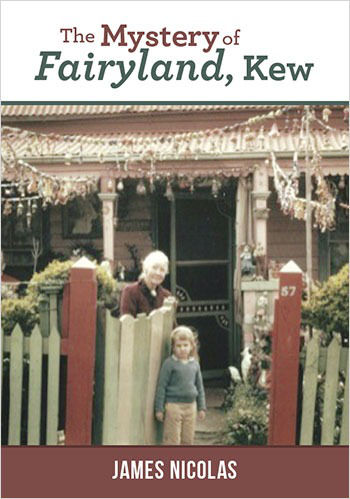 The Mystery of
Fairyland, Kew
57
JAMES NICOLAS